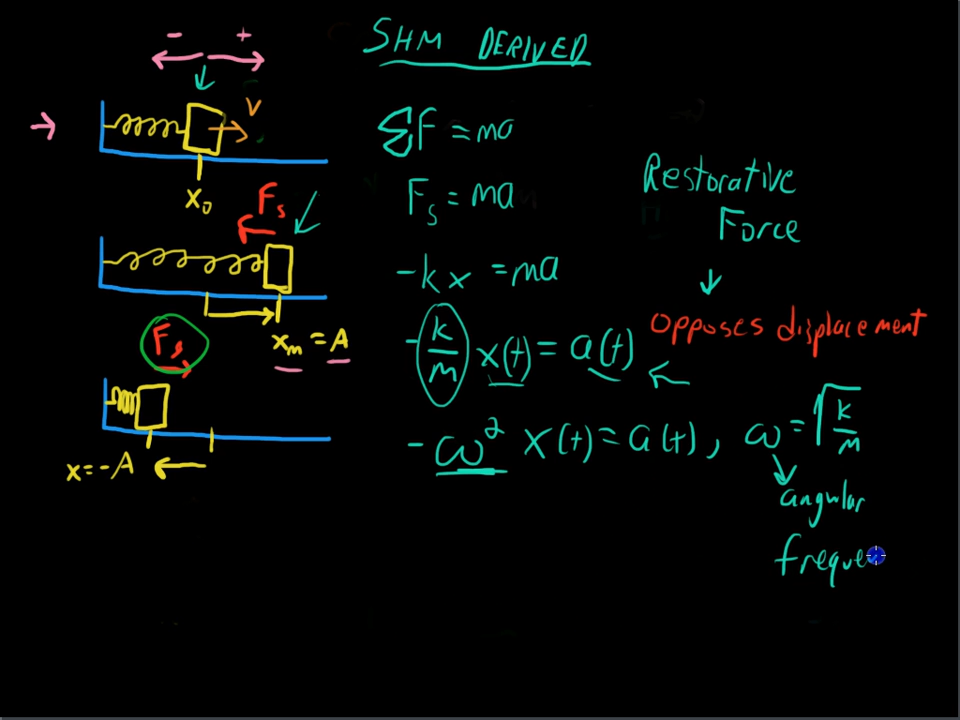 SHM DERIVED
- +
V
x₀
ΣF = ma
Fₛ = ma
-kx = ma
-k/m x(t) = a(t)
-ω² x(t) = a(t), ω = √k/m
angular
freque
Restorative
Force
opposes displacement
Fₛ
xₘ = A
Fₛ
x = -A